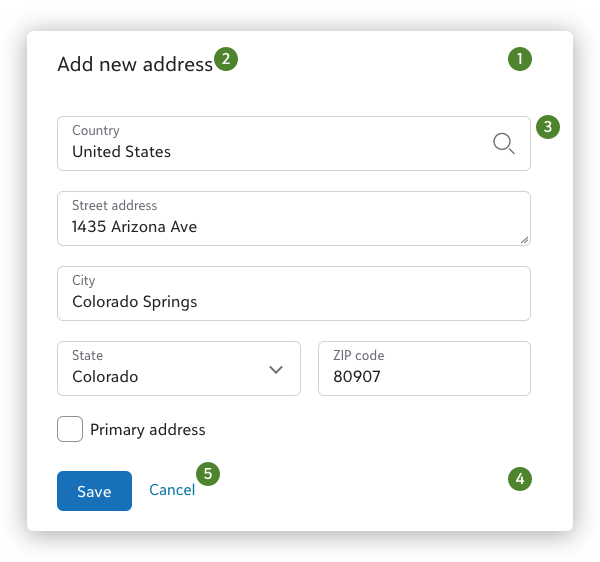 Add new address 2 1
3
Country
United States
Street address
1435 Arizona Ave
City
Colorado Springs
State
Colorado
ZIP code
80907
Primary address
Save Cancel 5 4